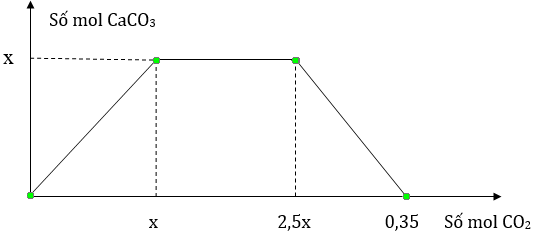 Số mol CaCO₃
x
x 2,5x 0,35 Số mol CO₂